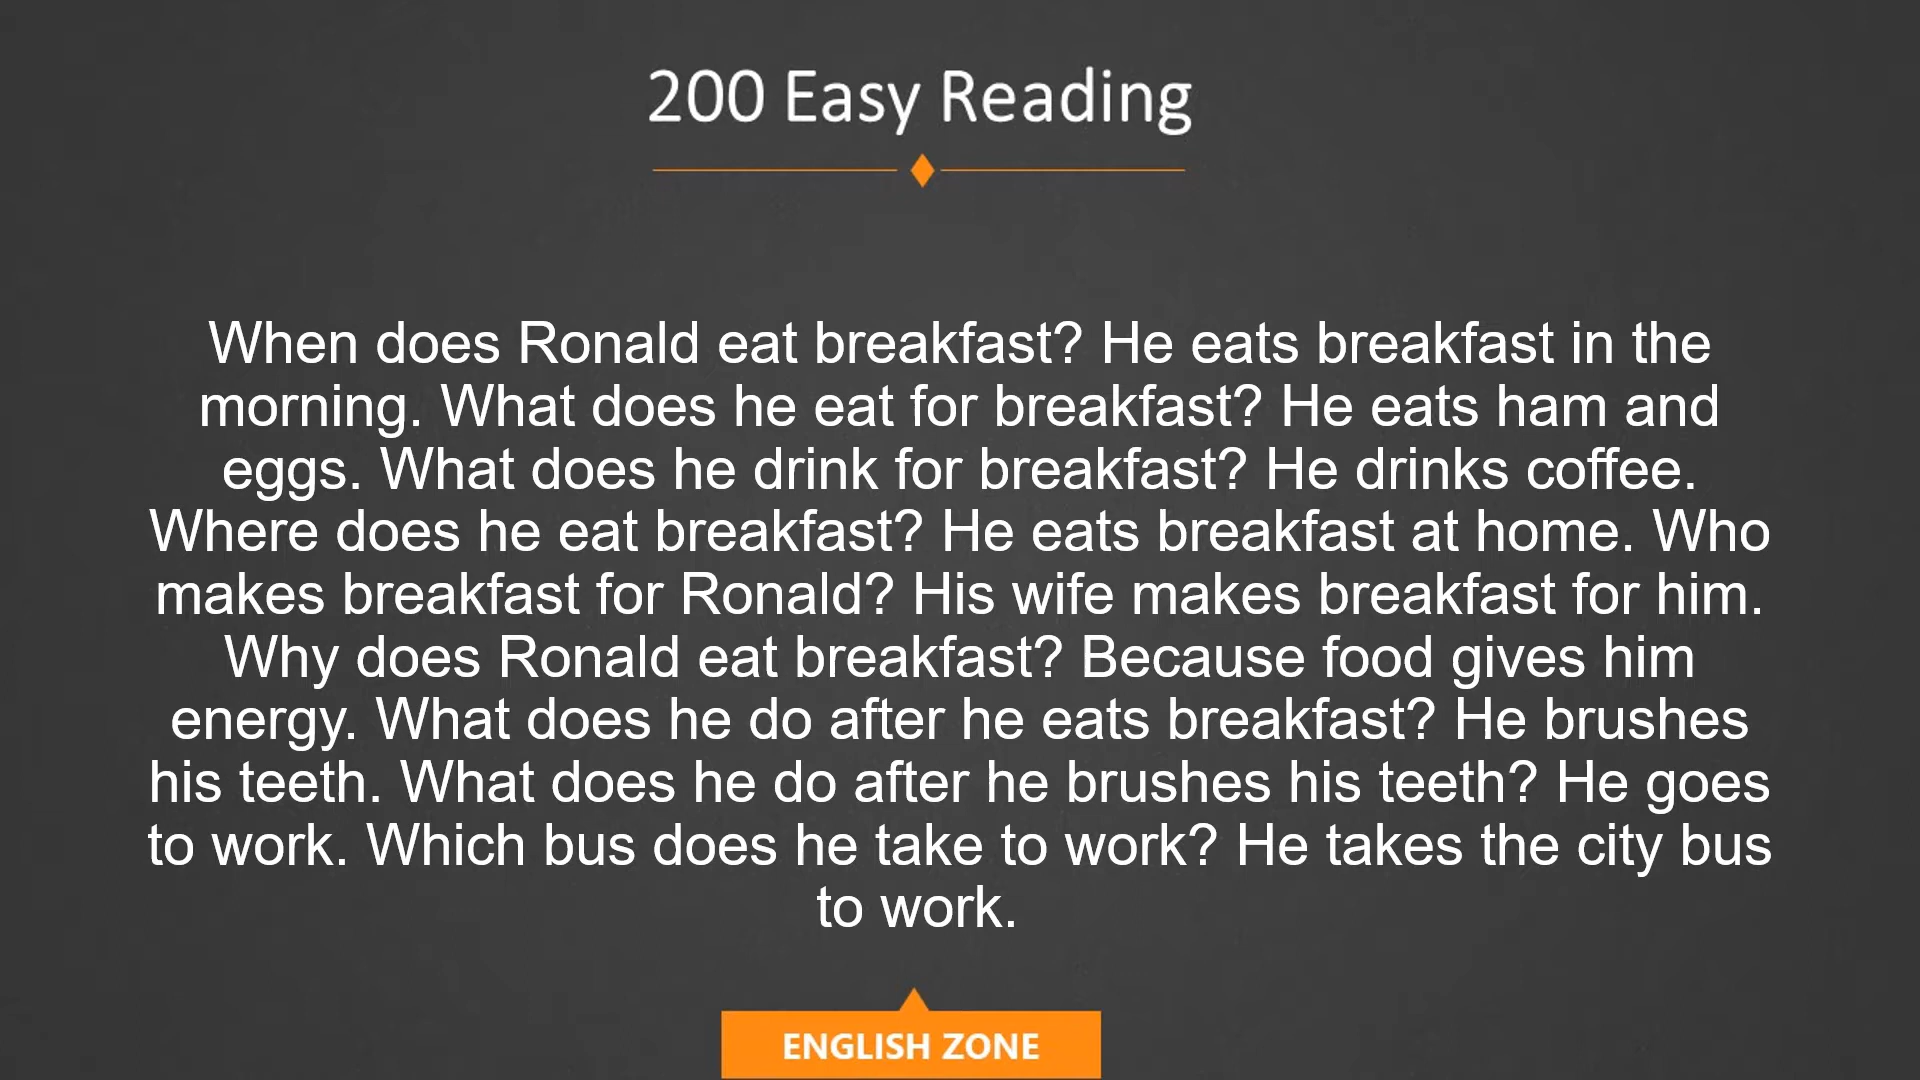 200 Easy Reading
When does Ronald eat breakfast? He eats breakfast in the
morning. What does he eat for breakfast? He eats ham and
eggs. What does he drink for breakfast? He drinks coffee.
Where does he eat breakfast? He eats breakfast at home. Who
makes breakfast for Ronald? His wife makes breakfast for him.
Why does Ronald eat breakfast? Because food gives him
energy. What does he do after he eats breakfast? He brushes
his teeth. What does he do after he brushes his teeth? He goes
to work. Which bus does he take to work? He takes the city bus
to work.
ENGLISH ZONE